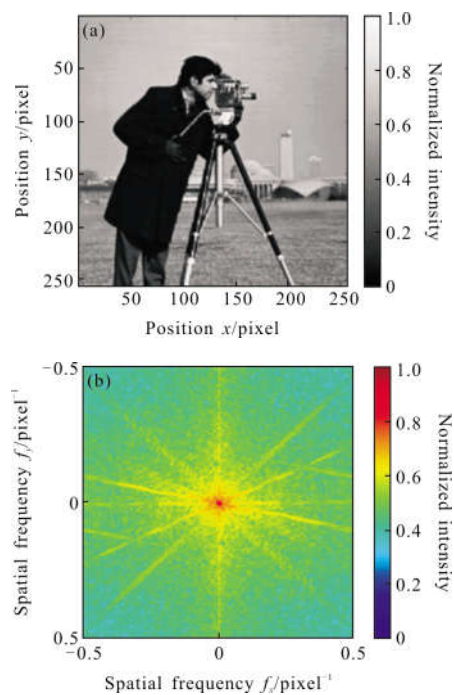 (a)
1.0
50
0.8
100
0.6
150
0.4
200
0.2
250
0
50 100 150 200 250
Position y/pixel
Normalized intensity
Position x/pixel
(b)
−0.5
1.0
0.8
0.6
0
0.4
0.2
0.5
0
−0.5 0 0.5
Spatial frequency f /pixel⁻¹
Normalized intensity
Spatial frequency f /pixel⁻¹